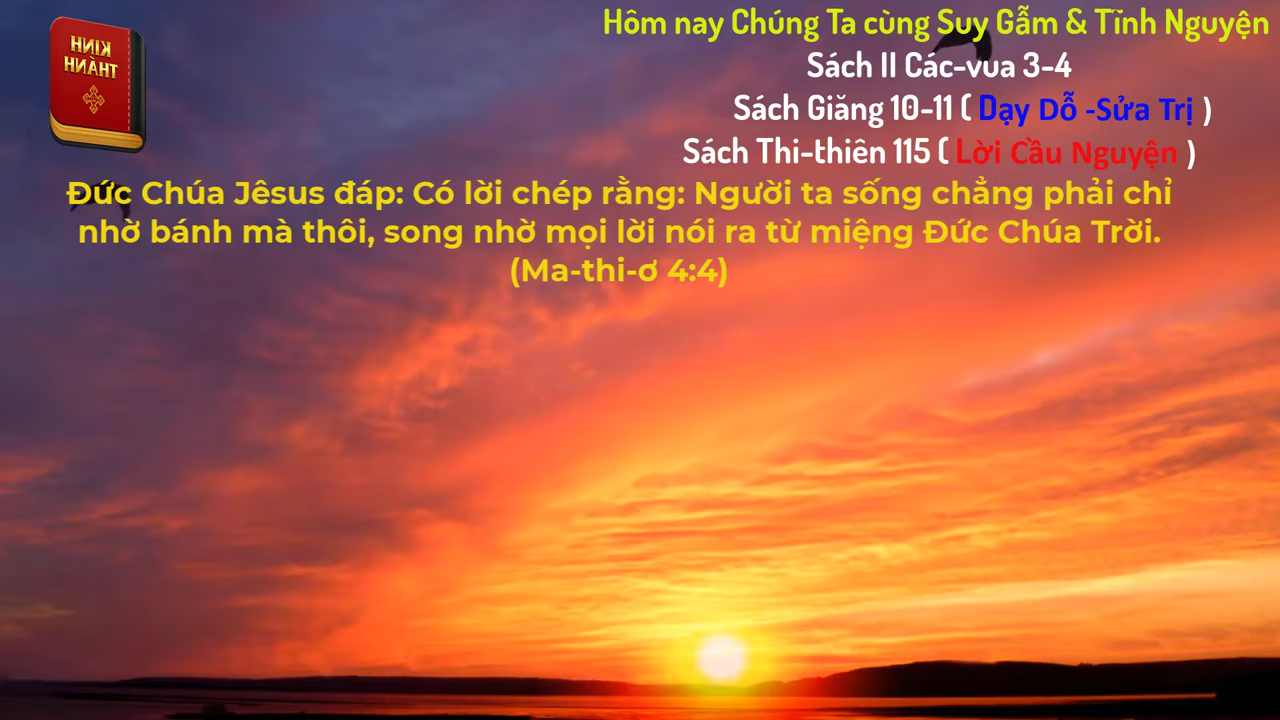 KINH
THÁNH
Hôm nay Chúng Ta cùng Suy Gẫm & Tĩnh Nguyện
Sách II Các-vua 3-4
Sách Giăng 10-11 ( Dạy Dỗ -Sửa Trị )
Sách Thi-thiên 115 ( Lời Cầu Nguyện )
Đức Chúa Jêsus đáp: Có lời chép rằng: Người ta sống chẳng phải chỉ
nhờ bánh mà thôi, song nhờ mọi lời nói ra từ miệng Đức Chúa Trời.
(Ma-thi-ơ 4:4)